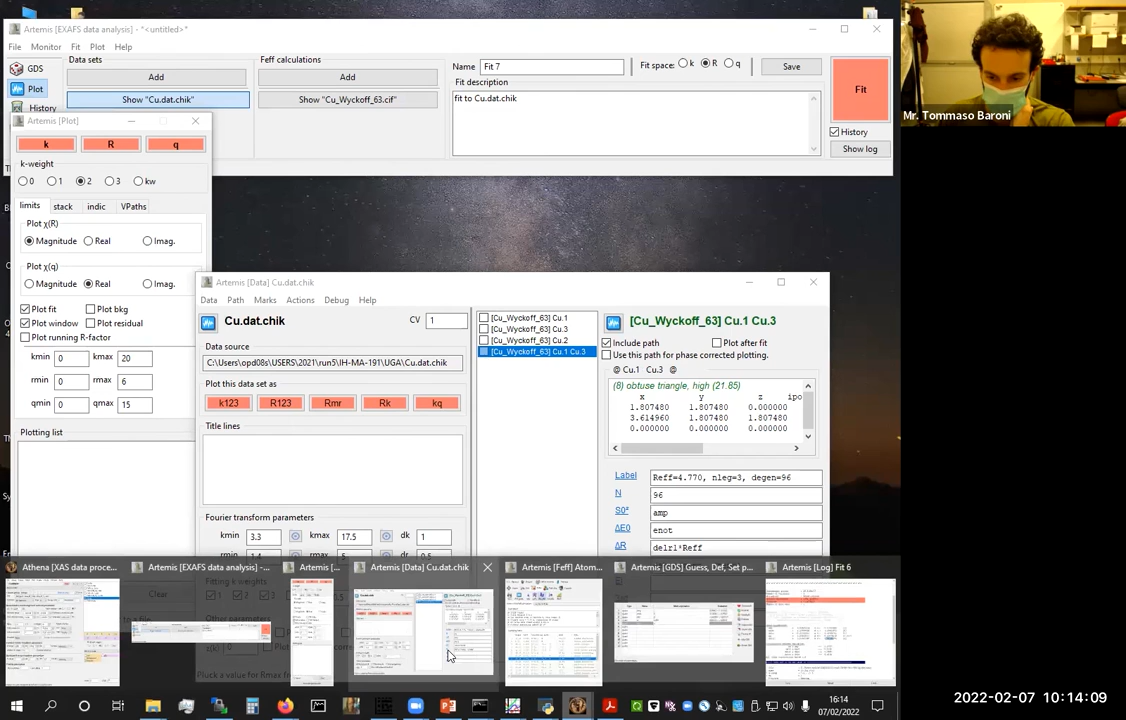 Artemis [EXAFS data analysis] - *<untitled>*
File Monitor Fit Plot Help
GDS
Plot
History
Data sets
Add
Show "Cu.dat.chik"
Feff calculations
Add
Show "Cu_Wyckoff_63.cif"
Name Fit 7
Fit space: k R q
Save
Fit description
fit to Cu.dat.chik
Fit
History
Show log
Mr. Tommaso Baroni
Artemis [Plot]
k R q
k-weight
0 1 2 3 kw
limits stack indic VPaths
Plot χ(R)
Magnitude Real Imag.
Plot χ(q)
Magnitude Real Imag.
Plot fit Plot bkg
Plot window Plot residual
Plot running R-factor
kmin 0 kmax 20
rmin 0 rmax 6
qmin 0 qmax 15
Plotting list
Artemis [Data] Cu.dat.chik
Data Path Marks Actions Debug Help
Cu.dat.chik
CV 1
Data source
C:\Users\opd08s\USERS\2021\run5\IH-MA-191\UGA\Cu.dat.chik
Plot this data set as
k123 R123 Rmr Rk kq
Title lines
Fourier transform parameters
kmin 3.3 kmax 17.5 dk 1
[Cu_Wyckoff_63] Cu.1
[Cu_Wyckoff_63] Cu.3
[Cu_Wyckoff_63] Cu.2
[Cu_Wyckoff_63] Cu.1 Cu.3
[Cu_Wyckoff_63] Cu.1 Cu.3
Include path Plot after fit
Use this path for phase corrected plotting.
@ Cu.1 Cu.3 @
(8) obtuse triangle, high (21.85)
x y z ipo
1.807480 1.807480 0.000000
3.614960 1.807480 1.807480
0.000000 0.000000 0.000000
Label Reff=4.770, nleg=3, degen=96
N 96
S0² amp
ΔE0 enot
ΔR delr1*Reff
Athena [XAS data proce...
Artemis [EXAFS data analysis] -...
Artemis [...
Artemis [Data] Cu.dat.chik
Artemis [Feff] Atom...
Artemis [GDS] Guess, Def, Set p...
Artemis [Log] Fit 6
16:14
07/02/2022
2022-02-07 10:14:09